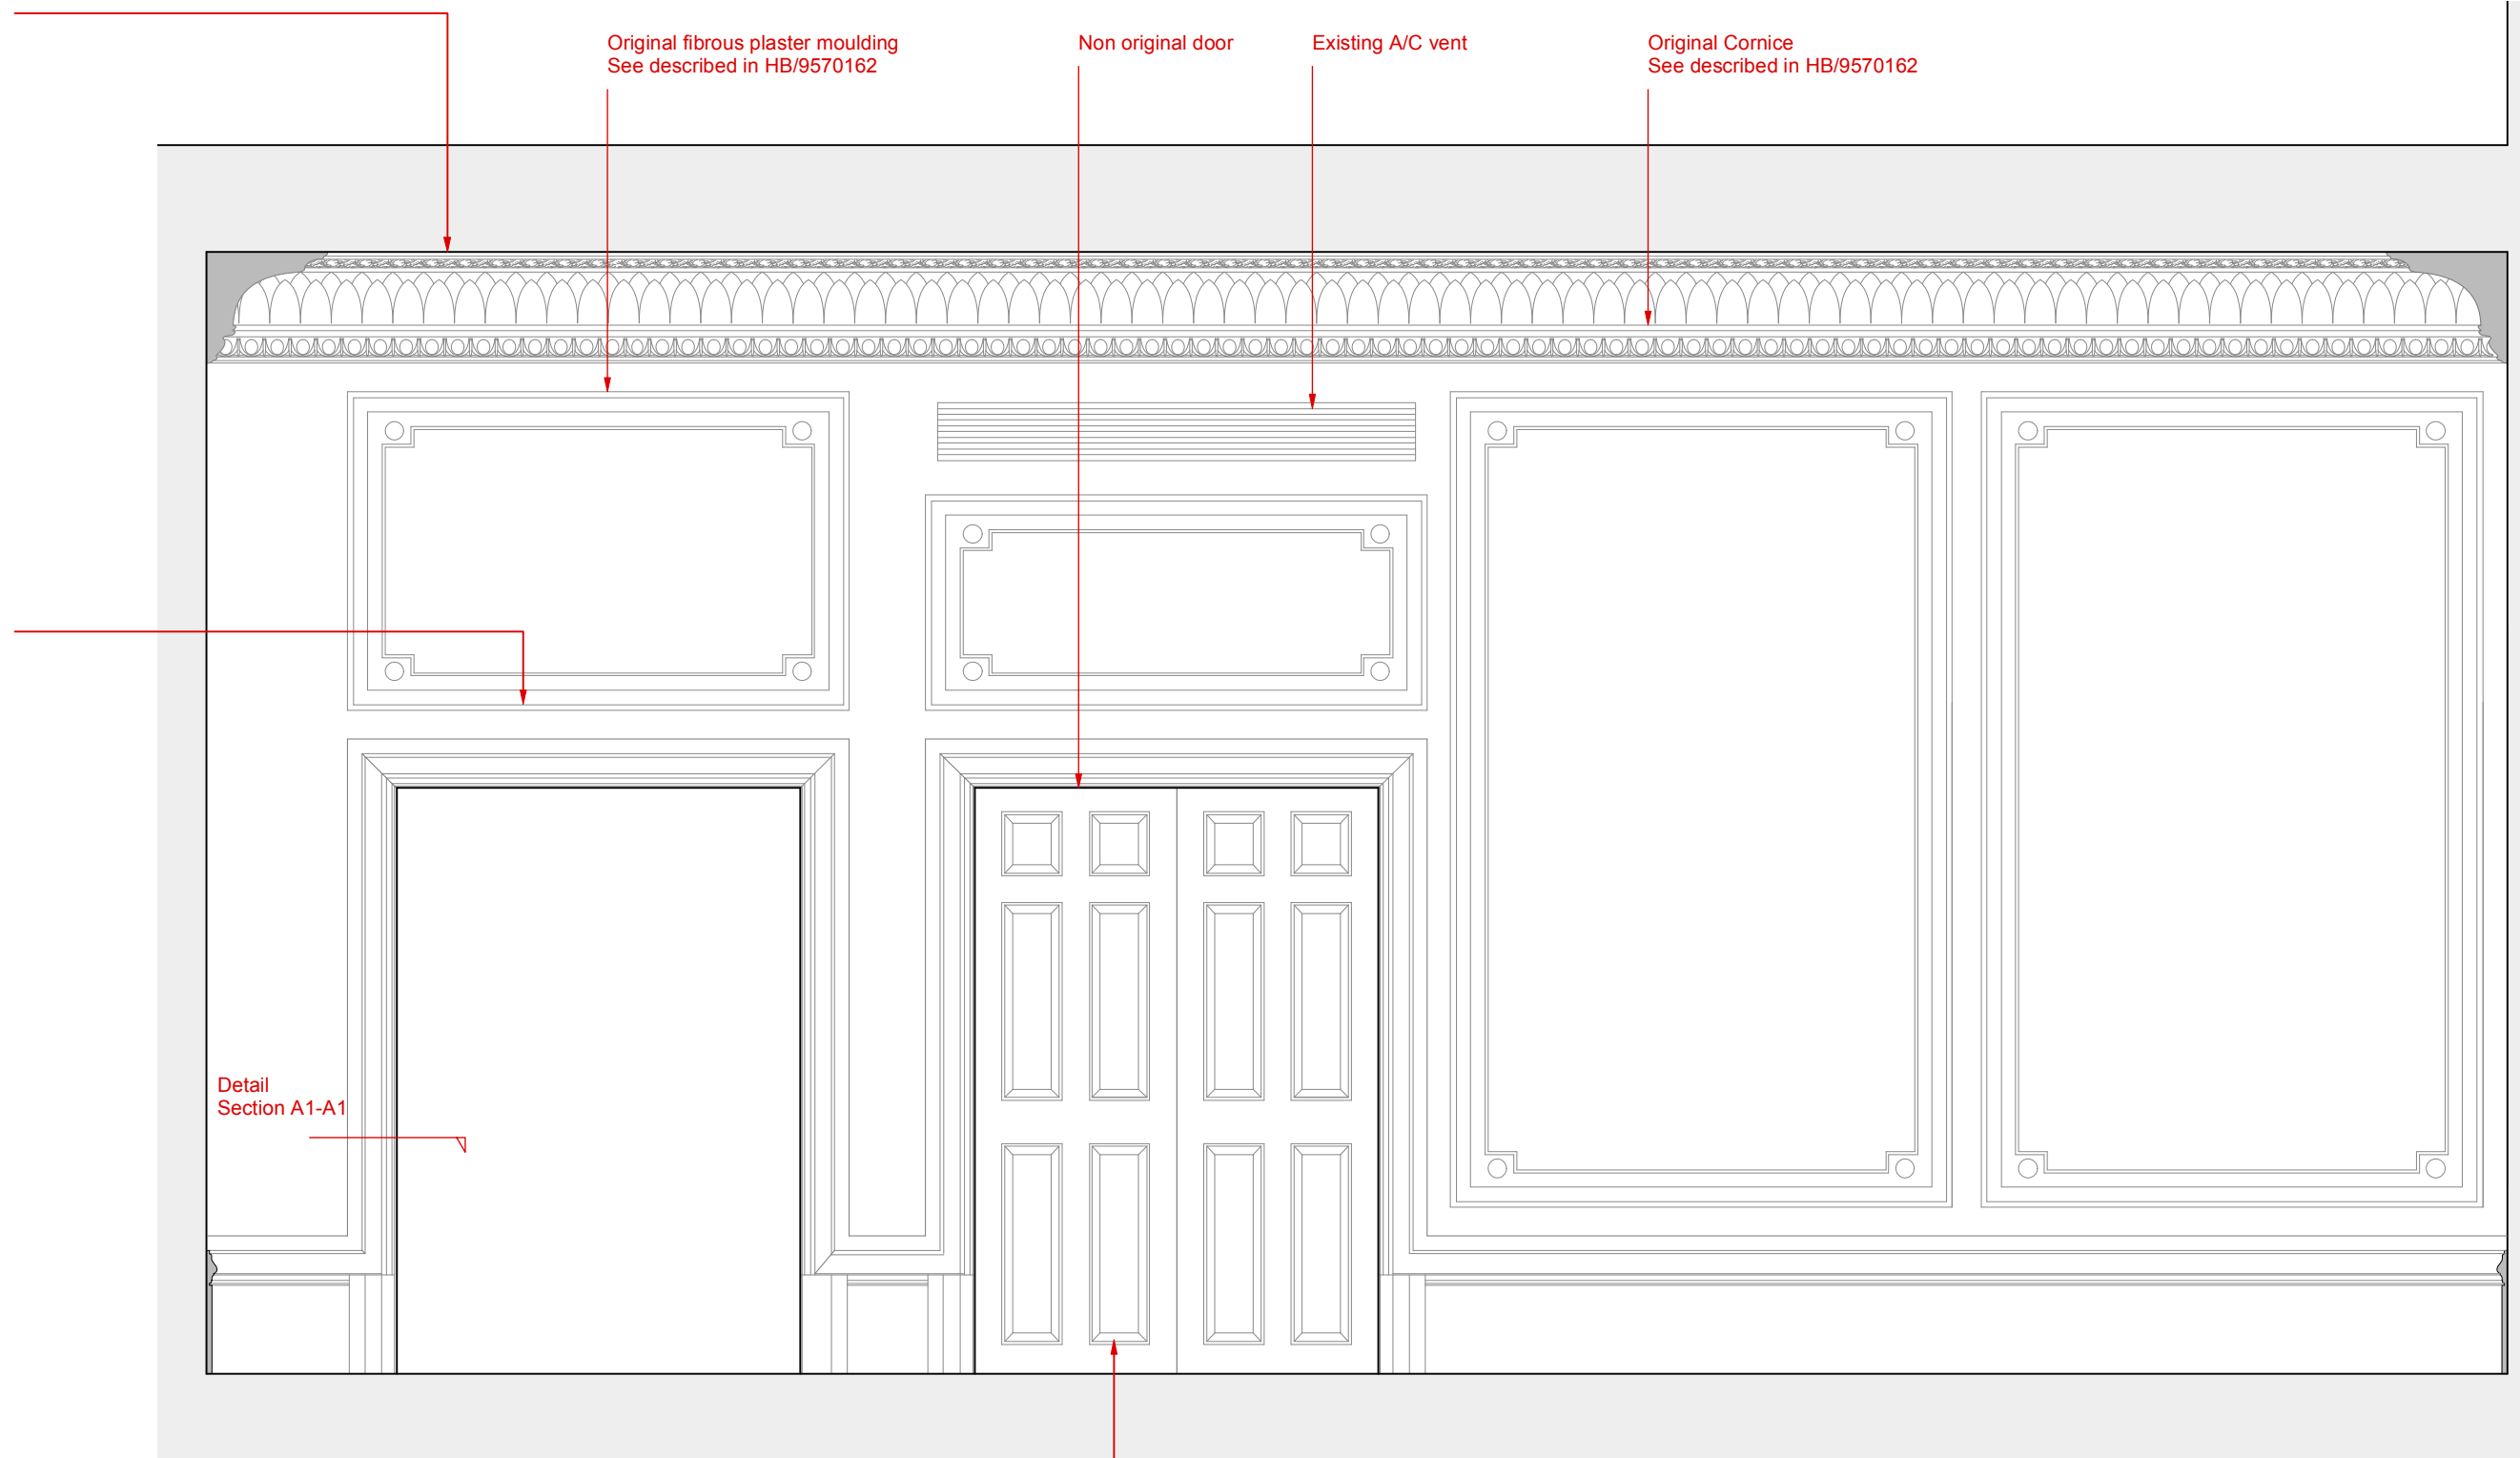 Original fibrous plaster moulding
See described in HB/9570162
Non original door
Existing A/C vent
Original Cornice
See described in HB/9570162
Detail
Section A1-A1